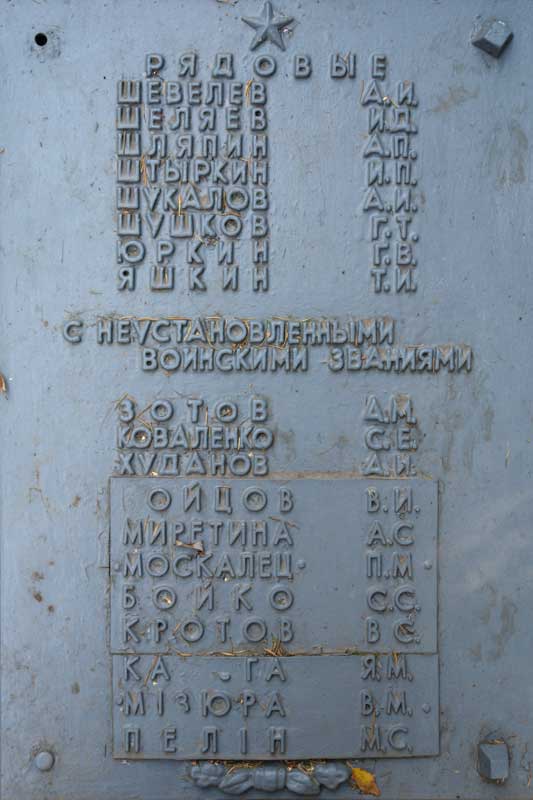 РЯДОВЫЕ
ШЕВЕЛЕВ А.И.
ШЕЛЯЕВ И.Д.
ШЛЯПИН А.П.
ШТЫРКИН И.П.
ШУКАЛОВ А.И.
ШУШКОВ Г.Т.
ЮРКИН Г.В.
ЯШКИН Т.И.
С НЕУСТАНОВЛЕННЫМИ
ВОИНСКИМИ ЗВАНИЯМИ
ЗОТОВ Д.М.
КОВАЛЕНКО С.Е.
ХУДАНОВ А.И.
ОЙЦОВ В.И.
МИРЕТИНА А.С
МОСКАЛЕЦ П.М
БОЙКО С.С.
КРОТОВ В С.
Я.М.
МІЗЮРА В.М.
ПЕЛІН М.С.